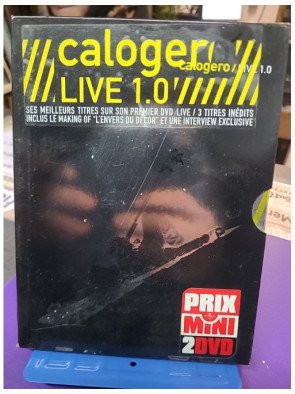 caloger
calogero / LIVE 1.0
LIVE 1.0
SES MEILLEURS TITRES SUR SON PREMIER DVD LIVE / 3 TITRES INÉDITS
INCLUS LE MAKING OF "L'ENVERS DU DÉCOR" ET UNE INTERVIEW EXCLUSIVE
PRIX
MiNi
2DVD